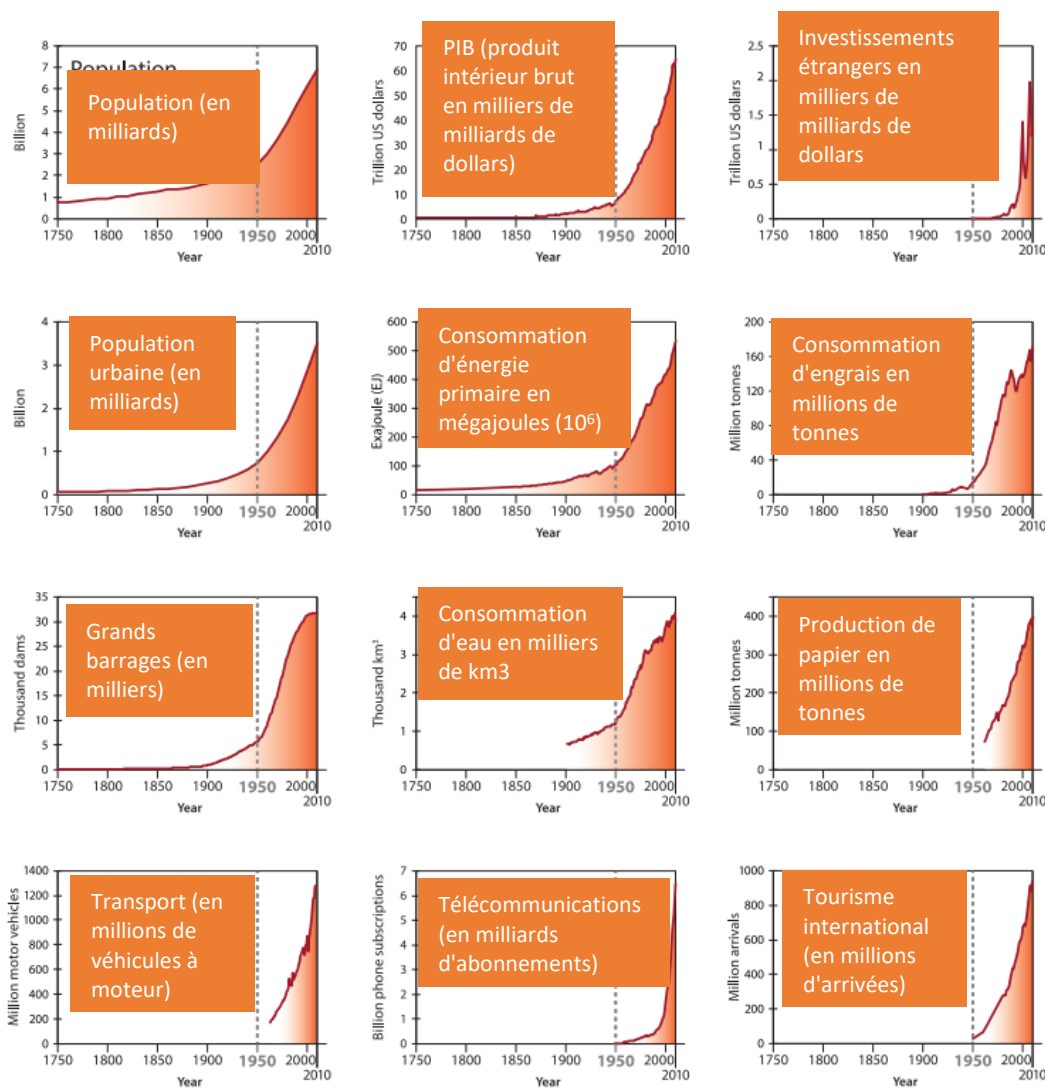 Population
Population (en
milliards)
Billion
8
7
6
5
4
3
2
1
0
1750 1800 1850 1900 1950 2000
2010
Year
PIB (produit
intérieur brut
en milliers de
milliards de
dollars)
Trillion US dollars
70
60
50
40
30
20
10
0
1750 1800 1850 1900 1950 2000
2010
Year
Investissements
étrangers en
milliers de
milliards de
dollars
Trillion US dollars
2.5
2
1.5
1
0.5
0
1750 1800 1850 1900 1950 2000
2010
Year
Population
urbaine (en
milliards)
Billion
4
3
2
1
0
1750 1800 1850 1900 1950 2000
2010
Year
Consommation
d'énergie
primaire en
mégajoules (10⁶)
Exajoule (EJ)
600
500
400
300
200
100
0
1750 1800 1850 1900 1950 2000
2010
Year
Consommation
d'engrais en
millions de
tonnes
Million tonnes
200
160
120
80
40
0
1750 1800 1850 1900 1950 2000
2010
Year
Grands
barrages (en
milliers)
Thousand dams
35
30
25
20
15
10
5
0
1750 1800 1850 1900 1950 2000
2010
Year
Consommation
d'eau en milliers
de km3
Thousand km³
4
3
2
1
0
1750 1800 1850 1900 1950 2000
2010
Year
Production de
papier en
millions de
tonnes
Million tonnes
400
200
0
1750 1800 1850 1900 1950 2000
2010
Year
Transport (en
millions de
véhicules à
moteur)
Million motor vehicles
1400
1200
1000
800
600
400
200
0
1750 1800 1850 1900 1950 2000
2010
Year
Télécommunications
(en milliards
d'abonnements)
Billion phone subscriptions
7
6
5
4
3
2
1
0
1750 1800 1850 1900 1950 2000
2010
Year
Tourisme
international
(en millions
d'arrivées)
Million arrivals
1000
800
600
400
200
0
1750 1800 1850 1900 1950 2000
2010
Year